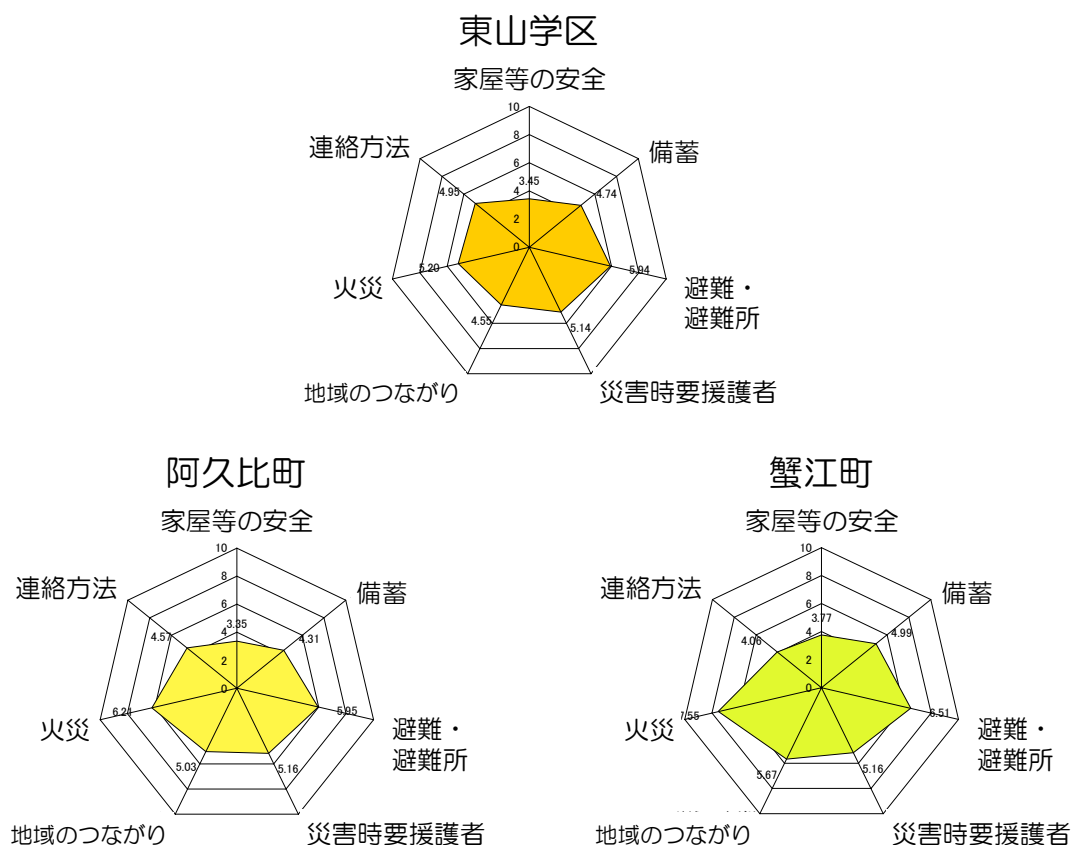 東山学区
家屋等の安全
備蓄
避難・
避難所
災害時要援護者
地域のつながり
火災
連絡方法
10
8
6
4
2
0
3.45
4.74
5.94
5.14
4.55
5.20
4.95
阿久比町
家屋等の安全
備蓄
避難・
避難所
災害時要援護者
地域のつながり
火災
連絡方法
10
8
6
4
2
0
3.35
4.31
5.95
5.16
5.03
6.21
4.57
蟹江町
家屋等の安全
備蓄
避難・
避難所
災害時要援護者
地域のつながり
火災
連絡方法
10
8
6
4
2
0
3.77
4.99
6.51
5.16
5.67
7.55
4.06